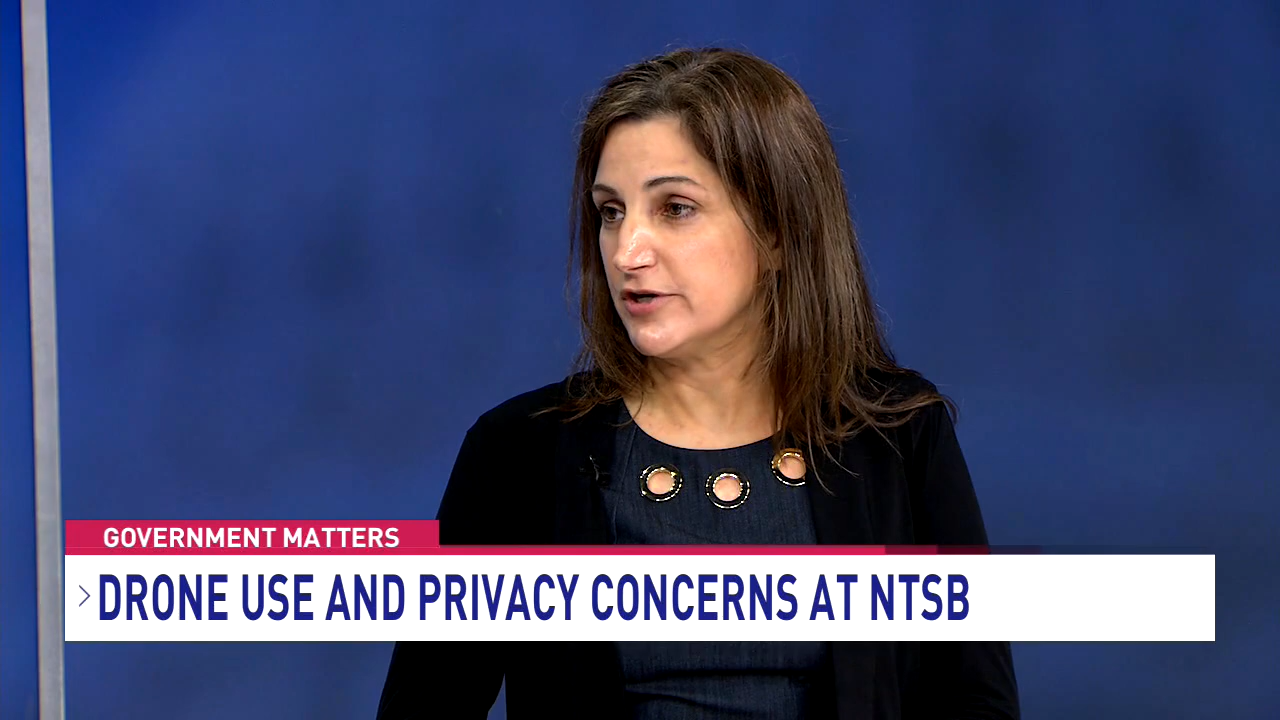 GOVERNMENT MATTERS
DRONE USE AND PRIVACY CONCERNS AT NTSB